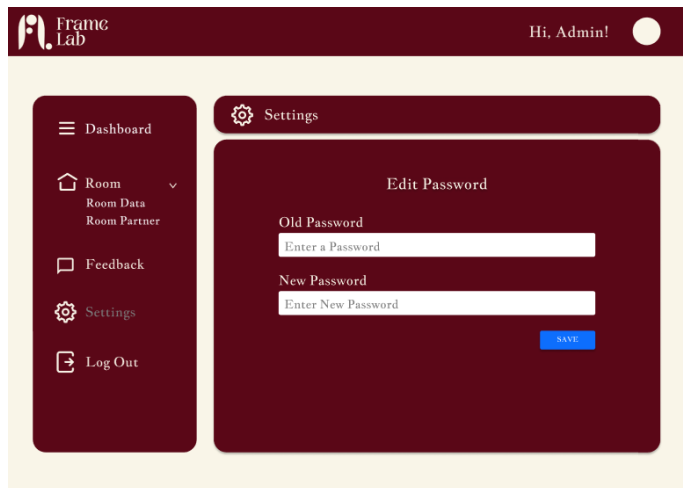 Frame
Lab
Hi, Admin!
Dashboard
Room
Room Data
Room Partner
Feedback
Settings
Log Out
Settings
Edit Password
Old Password
Enter a Password
New Password
Enter New Password
SAVE